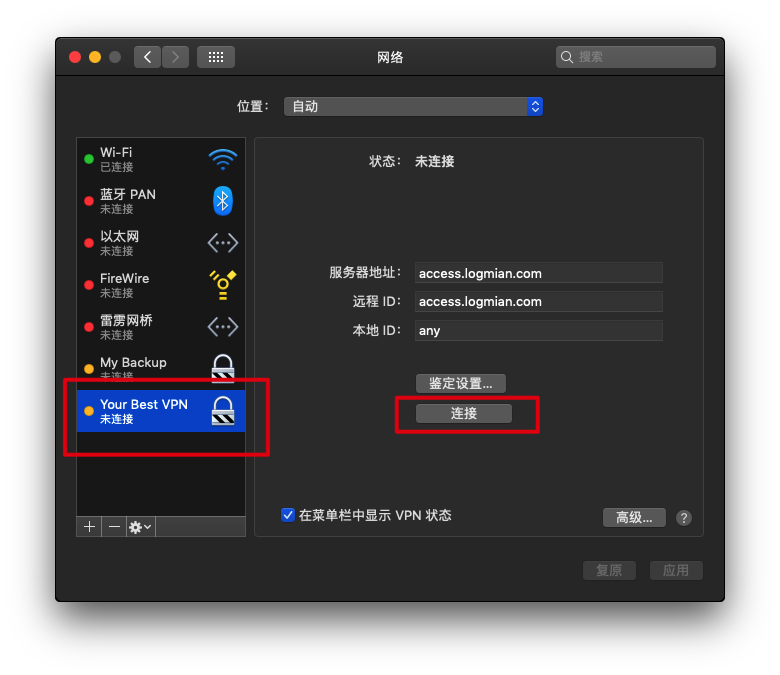 网络
搜索
位置： 自动
Wi-Fi
已连接
蓝牙 PAN
未连接
以太网
未连接
FireWire
未连接
雷雳网桥
未连接
My Backup
未连接
Your Best VPN
未连接
状态： 未连接
服务器地址： access.logmian.com
远程 ID： access.logmian.com
本地 ID： any
鉴定设置...
连接
在菜单栏中显示 VPN 状态
高级... ?
复原 应用